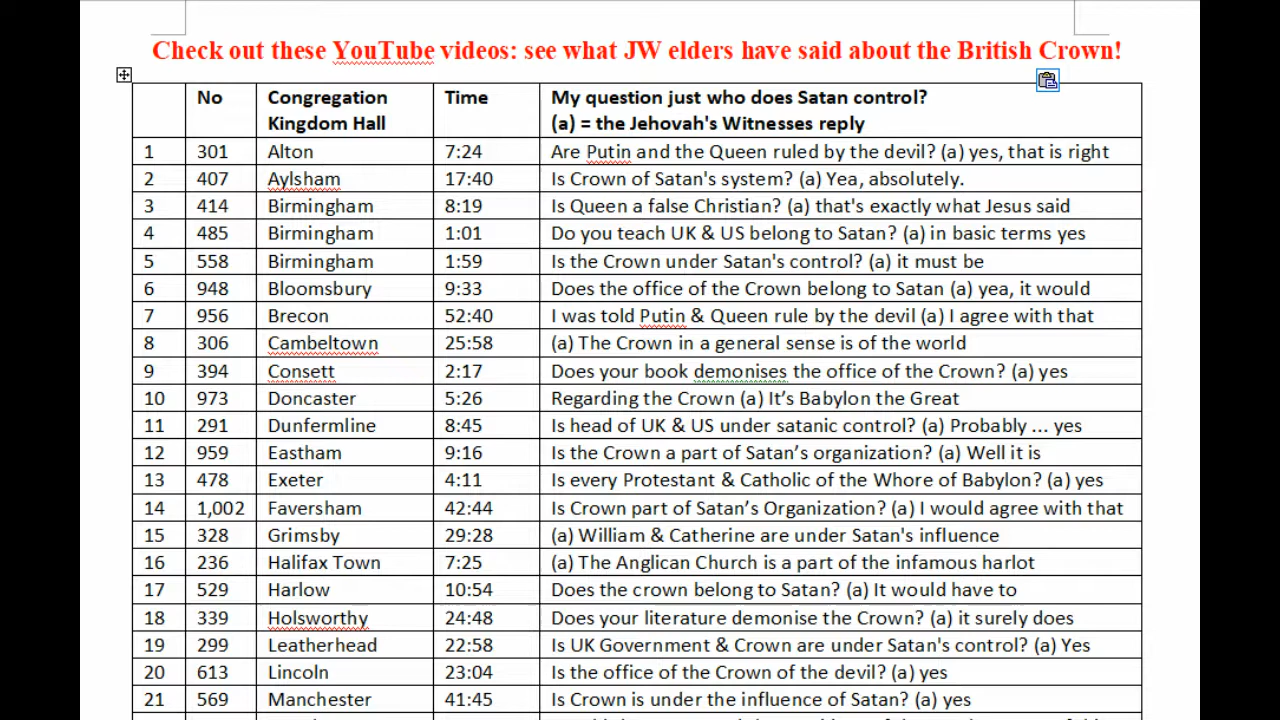 Check out these YouTube videos: see what JW elders have said about the British Crown!
No Congregation Time My question just who does Satan control?
Kingdom Hall (a) = the Jehovah's Witnesses reply
1 301 Alton 7:24 Are Putin and the Queen ruled by the devil? (a) yes, that is right
2 407 Aylsham 17:40 Is Crown of Satan's system? (a) Yea, absolutely.
3 414 Birmingham 8:19 Is Queen a false Christian? (a) that's exactly what Jesus said
4 485 Birmingham 1:01 Do you teach UK & US belong to Satan? (a) in basic terms yes
5 558 Birmingham 1:59 Is the Crown under Satan's control? (a) it must be
6 948 Bloomsbury 9:33 Does the office of the Crown belong to Satan (a) yea, it would
7 956 Brecon 52:40 I was told Putin & Queen rule by the devil (a) I agree with that
8 306 Cambeltown 25:58 (a) The Crown in a general sense is of the world
9 394 Consett 2:17 Does your book demonises the office of the Crown? (a) yes
10 973 Doncaster 5:26 Regarding the Crown (a) It’s Babylon the Great
11 291 Dunfermline 8:45 Is head of UK & US under satanic control? (a) Probably ... yes
12 959 Eastham 9:16 Is the Crown a part of Satan’s organization? (a) Well it is
13 478 Exeter 4:11 Is every Protestant & Catholic of the Whore of Babylon? (a) yes
14 1,002 Faversham 42:44 Is Crown part of Satan’s Organization? (a) I would agree with that
15 328 Grimsby 29:28 (a) William & Catherine are under Satan's influence
16 236 Halifax Town 7:25 (a) The Anglican Church is a part of the infamous harlot
17 529 Harlow 10:54 Does the crown belong to Satan? (a) It would have to
18 339 Holsworthy 24:48 Does your literature demonise the Crown? (a) it surely does
19 299 Leatherhead 22:58 Is UK Government & Crown are under Satan's control? (a) Yes
20 613 Lincoln 23:04 Is the office of the Crown of the devil? (a) yes
21 569 Manchester 41:45 Is Crown is under the influence of Satan? (a) yes